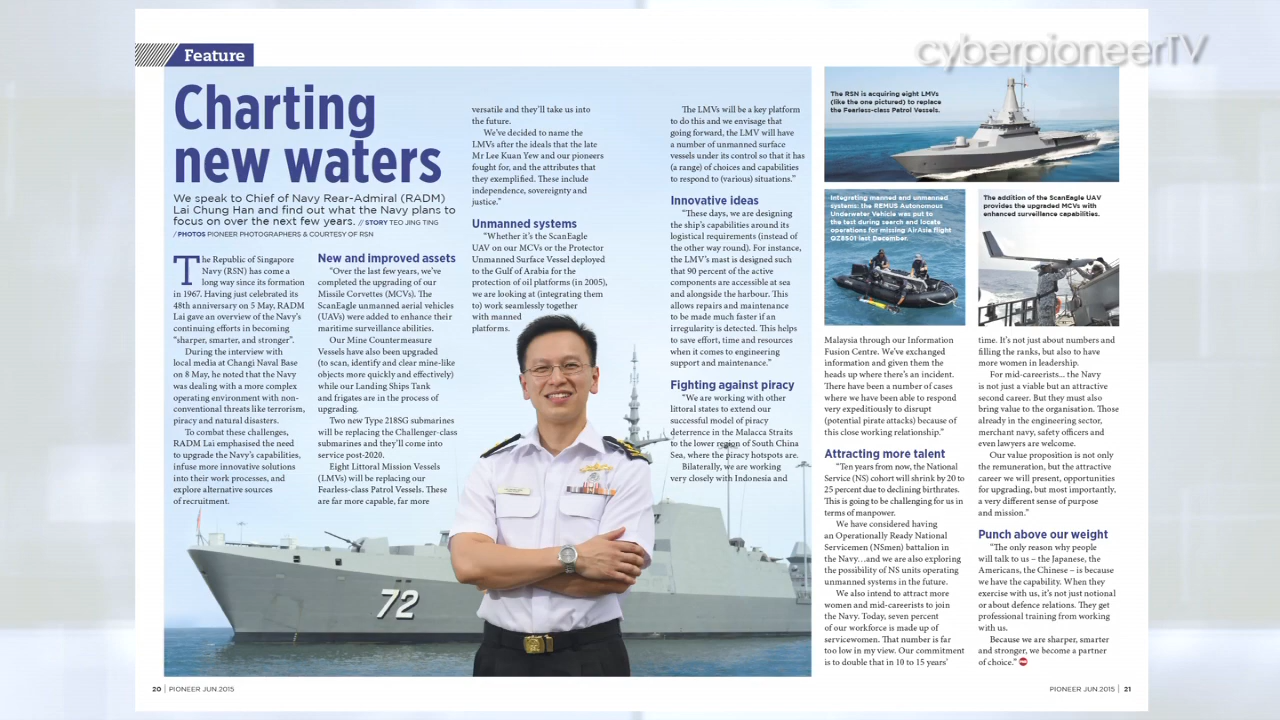 cyberpioneerTV
Feature
Charting
new waters
We speak to Chief of Navy Rear-Admiral (RADM)
Lai Chung Han and find out what the Navy plans to
focus on over the next few years. // STORY TEO JING TING
/ PHOTOS PIONEER PHOTOGRAPHERS & COURTESY OF RSN
The Republic of Singapore
Navy (RSN) has come a
long way since its formation
in 1967. Having just celebrated its
48th anniversary on 5 May, RADM
Lai gave an overview of the Navy's
continuing efforts in becoming
"sharper, smarter, and stronger".
During the interview with
local media at Changi Naval Base
on 8 May, he noted that the Navy
was dealing with a more complex
operating environment with non-
conventional threats like terrorism,
piracy and natural disasters.
To combat these challenges,
RADM Lai emphasised the need
to upgrade the Navy's capabilities,
infuse more innovative solutions
into their work processes, and
explore alternative sources
of recruitment.
New and improved assets
"Over the last few years, we've
completed the upgrading of our
Missile Corvettes (MCVs). The
ScanEagle unmanned aerial vehicles
(UAVs) were added to enhance their
maritime surveillance abilities.
Our Mine Countermeasure
Vessels have also been upgraded
(to scan, identify and clear mine-like
objects more quickly and effectively)
while our Landing Ships Tank
and frigates are in the process of
upgrading.
Two new Type 218SG submarines
will be replacing the Challenger-class
submarines and they'll come into
service post-2020.
Eight Littoral Mission Vessels
(LMVs) will be replacing our
Fearless-class Patrol Vessels. These
are far more capable, far more
versatile and they'll take us into
the future.
We've decided to name the
LMVs after the ideals that the late
Mr Lee Kuan Yew and our pioneers
fought for, and the attributes that
they exemplified. These include
independence, sovereignty and
justice."
Unmanned systems
"Whether it's the ScanEagle
UAV on our MCVs or the Protector
Unmanned Surface Vessel deployed
to the Gulf of Arabia for the
protection of oil platforms (in 2005),
we are looking at (integrating them
to) work seamlessly together
with manned
platforms.
The LMVs will be a key platform
to do this and we envisage that
going forward, the LMV will have
a number of unmanned surface
vessels under its control so that it has
(a range) of choices and capabilities
to respond to (various) situations."
Innovative ideas
"These days, we are designing
the ship's capabilities around its
logistical requirements (instead of
the other way round). For instance,
the LMV's mast is designed such
that 90 percent of the active
components are accessible at sea
and alongside the harbour. This
allows repairs and maintenance
to be made much faster if an
irregularity is detected. This helps
to save effort, time and resources
when it comes to engineering
support and maintenance."
Fighting against piracy
"We are working with other
littoral states to extend our
successful model of piracy
deterrence in the Malacca Straits
to the lower region of South China
Sea, where the piracy hotspots are.
Bilaterally, we are working
very closely with Indonesia and
72
The RSN is acquiring eight LMVs
(like the one pictured) to replace
the Fearless-class Patrol Vessels.
Integrating manned and unmanned
systems: the REMUS Autonomous
Underwater Vehicle was put to
the test during search and locate
operations for missing AirAsia flight
QZ8501 last December.
The addition of the ScanEagle UAV
provides the upgraded MCVs with
enhanced surveillance capabilities.
Malaysia through our Information
Fusion Centre. We've exchanged
information and given them the
heads up where there's an incident.
There have been a number of cases
where we have been able to respond
very expeditiously to disrupt
(potential pirate attacks) because of
this close working relationship."
Attracting more talent
"Ten years from now, the National
Service (NS) cohort will shrink by 20 to
25 percent due to declining birthrates.
This is going to be challenging for us in
terms of manpower.
We have considered having
an Operationally Ready National
Servicemen (NSmen) battalion in
the Navy...and we are also exploring
the possibility of NS units operating
unmanned systems in the future.
We also intend to attract more
women and mid-careerists to join
the Navy. Today, seven percent
of our workforce is made up of
servicewomen. That number is far
too low in my view. Our commitment
is to double that in 10 to 15 years'
time. It's not just about numbers and
filling the ranks, but also to have
more women in leadership.
For mid-careerists... the Navy
is not just a viable but an attractive
second career. But they must also
bring value to the organisation. Those
already in the engineering sector,
merchant navy, safety officers and
even lawyers are welcome.
Our value proposition is not only
the remuneration, but the attractive
career we will present, opportunities
for upgrading, but most importantly,
a very different sense of purpose
and mission."
Punch above our weight
"The only reason why people
will talk to us – the Japanese, the
Americans, the Chinese – is because
we have the capability. When they
exercise with us, it's not just notional
or about defence relations. They get
professional training from working
with us.
Because we are sharper, smarter
and stronger, we become a partner
of choice."
20 | PIONEER JUN.2015
PIONEER JUN.2015 | 21